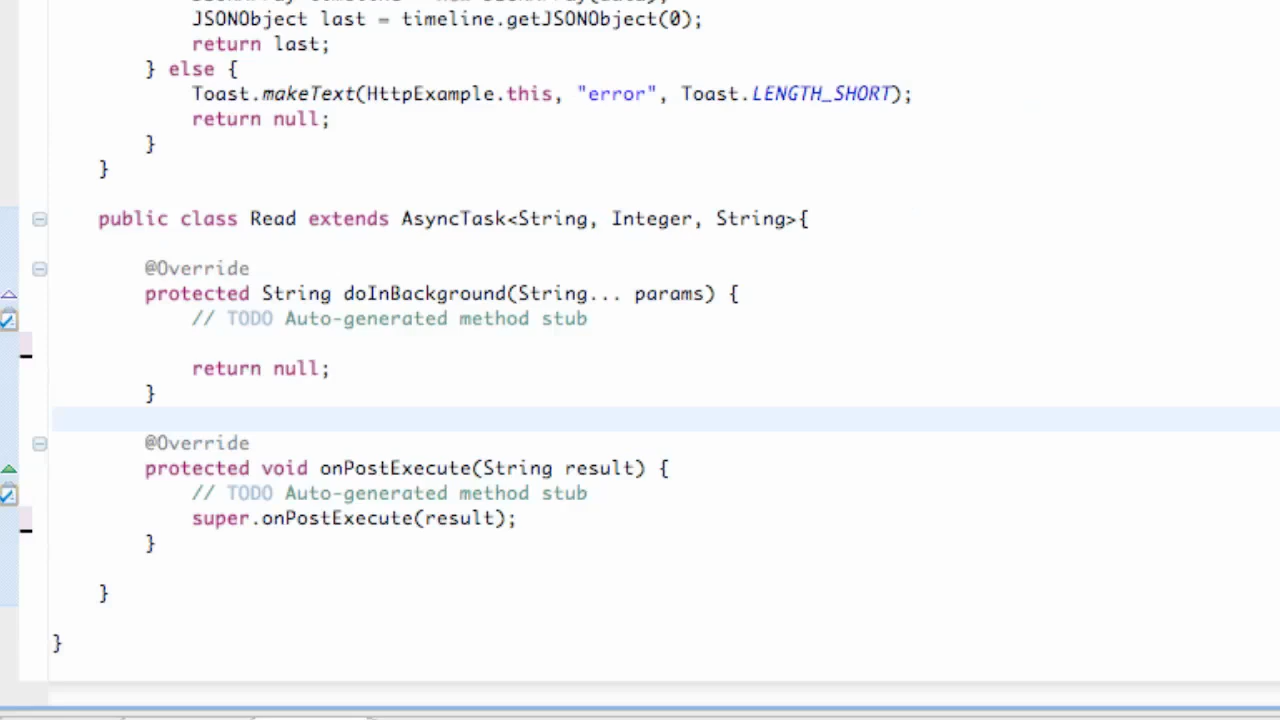 JSONObject last = timeline.getJSONObject(0);
return last;
} else {
Toast.makeText(HttpExample.this, "error", Toast.LENGTH_SHORT);
return null;
}
}
public class Read extends AsyncTask<String, Integer, String>{
@Override
protected String doInBackground(String... params) {
// TODO Auto-generated method stub
return null;
}
@Override
protected void onPostExecute(String result) {
// TODO Auto-generated method stub
super.onPostExecute(result);
}
}
}